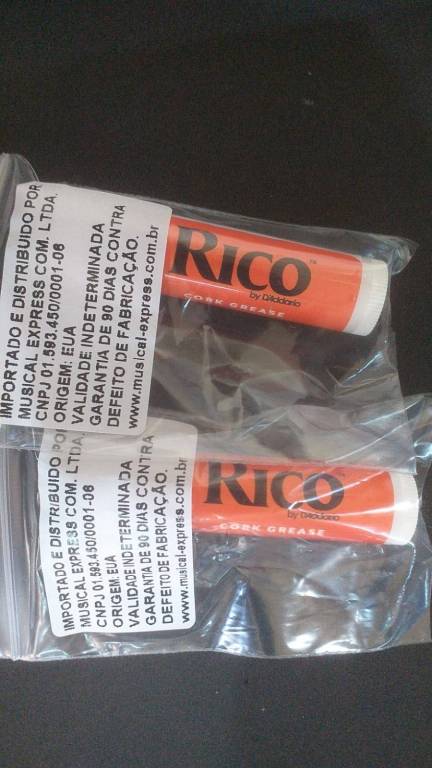 IMPORTADO E DISTRIBUIDO POR
MUSICAL EXPRESS COM. LTDA.
CNPJ 01.593.450/0001-06
ORIGEM: EUA
VALIDADE INDETERMINADA
GARANTIA DE 90 DIAS CONTRA
DEFEITO DE FABRICAÇÃO.
www.musical-express.com.br
RICO™
by D'Addario
CORK GREASE
IMPORTADO E DISTRIBUIDO POR
MUSICAL EXPRESS COM. LTDA.
CNPJ 01.593.450/0001-06
ORIGEM: EUA
VALIDADE INDETERMINADA
GARANTIA DE 90 DIAS CONTRA
DEFEITO DE FABRICAÇÃO.
www.musical-express.com.br
RICO
by D'Addario
CORK GREASE